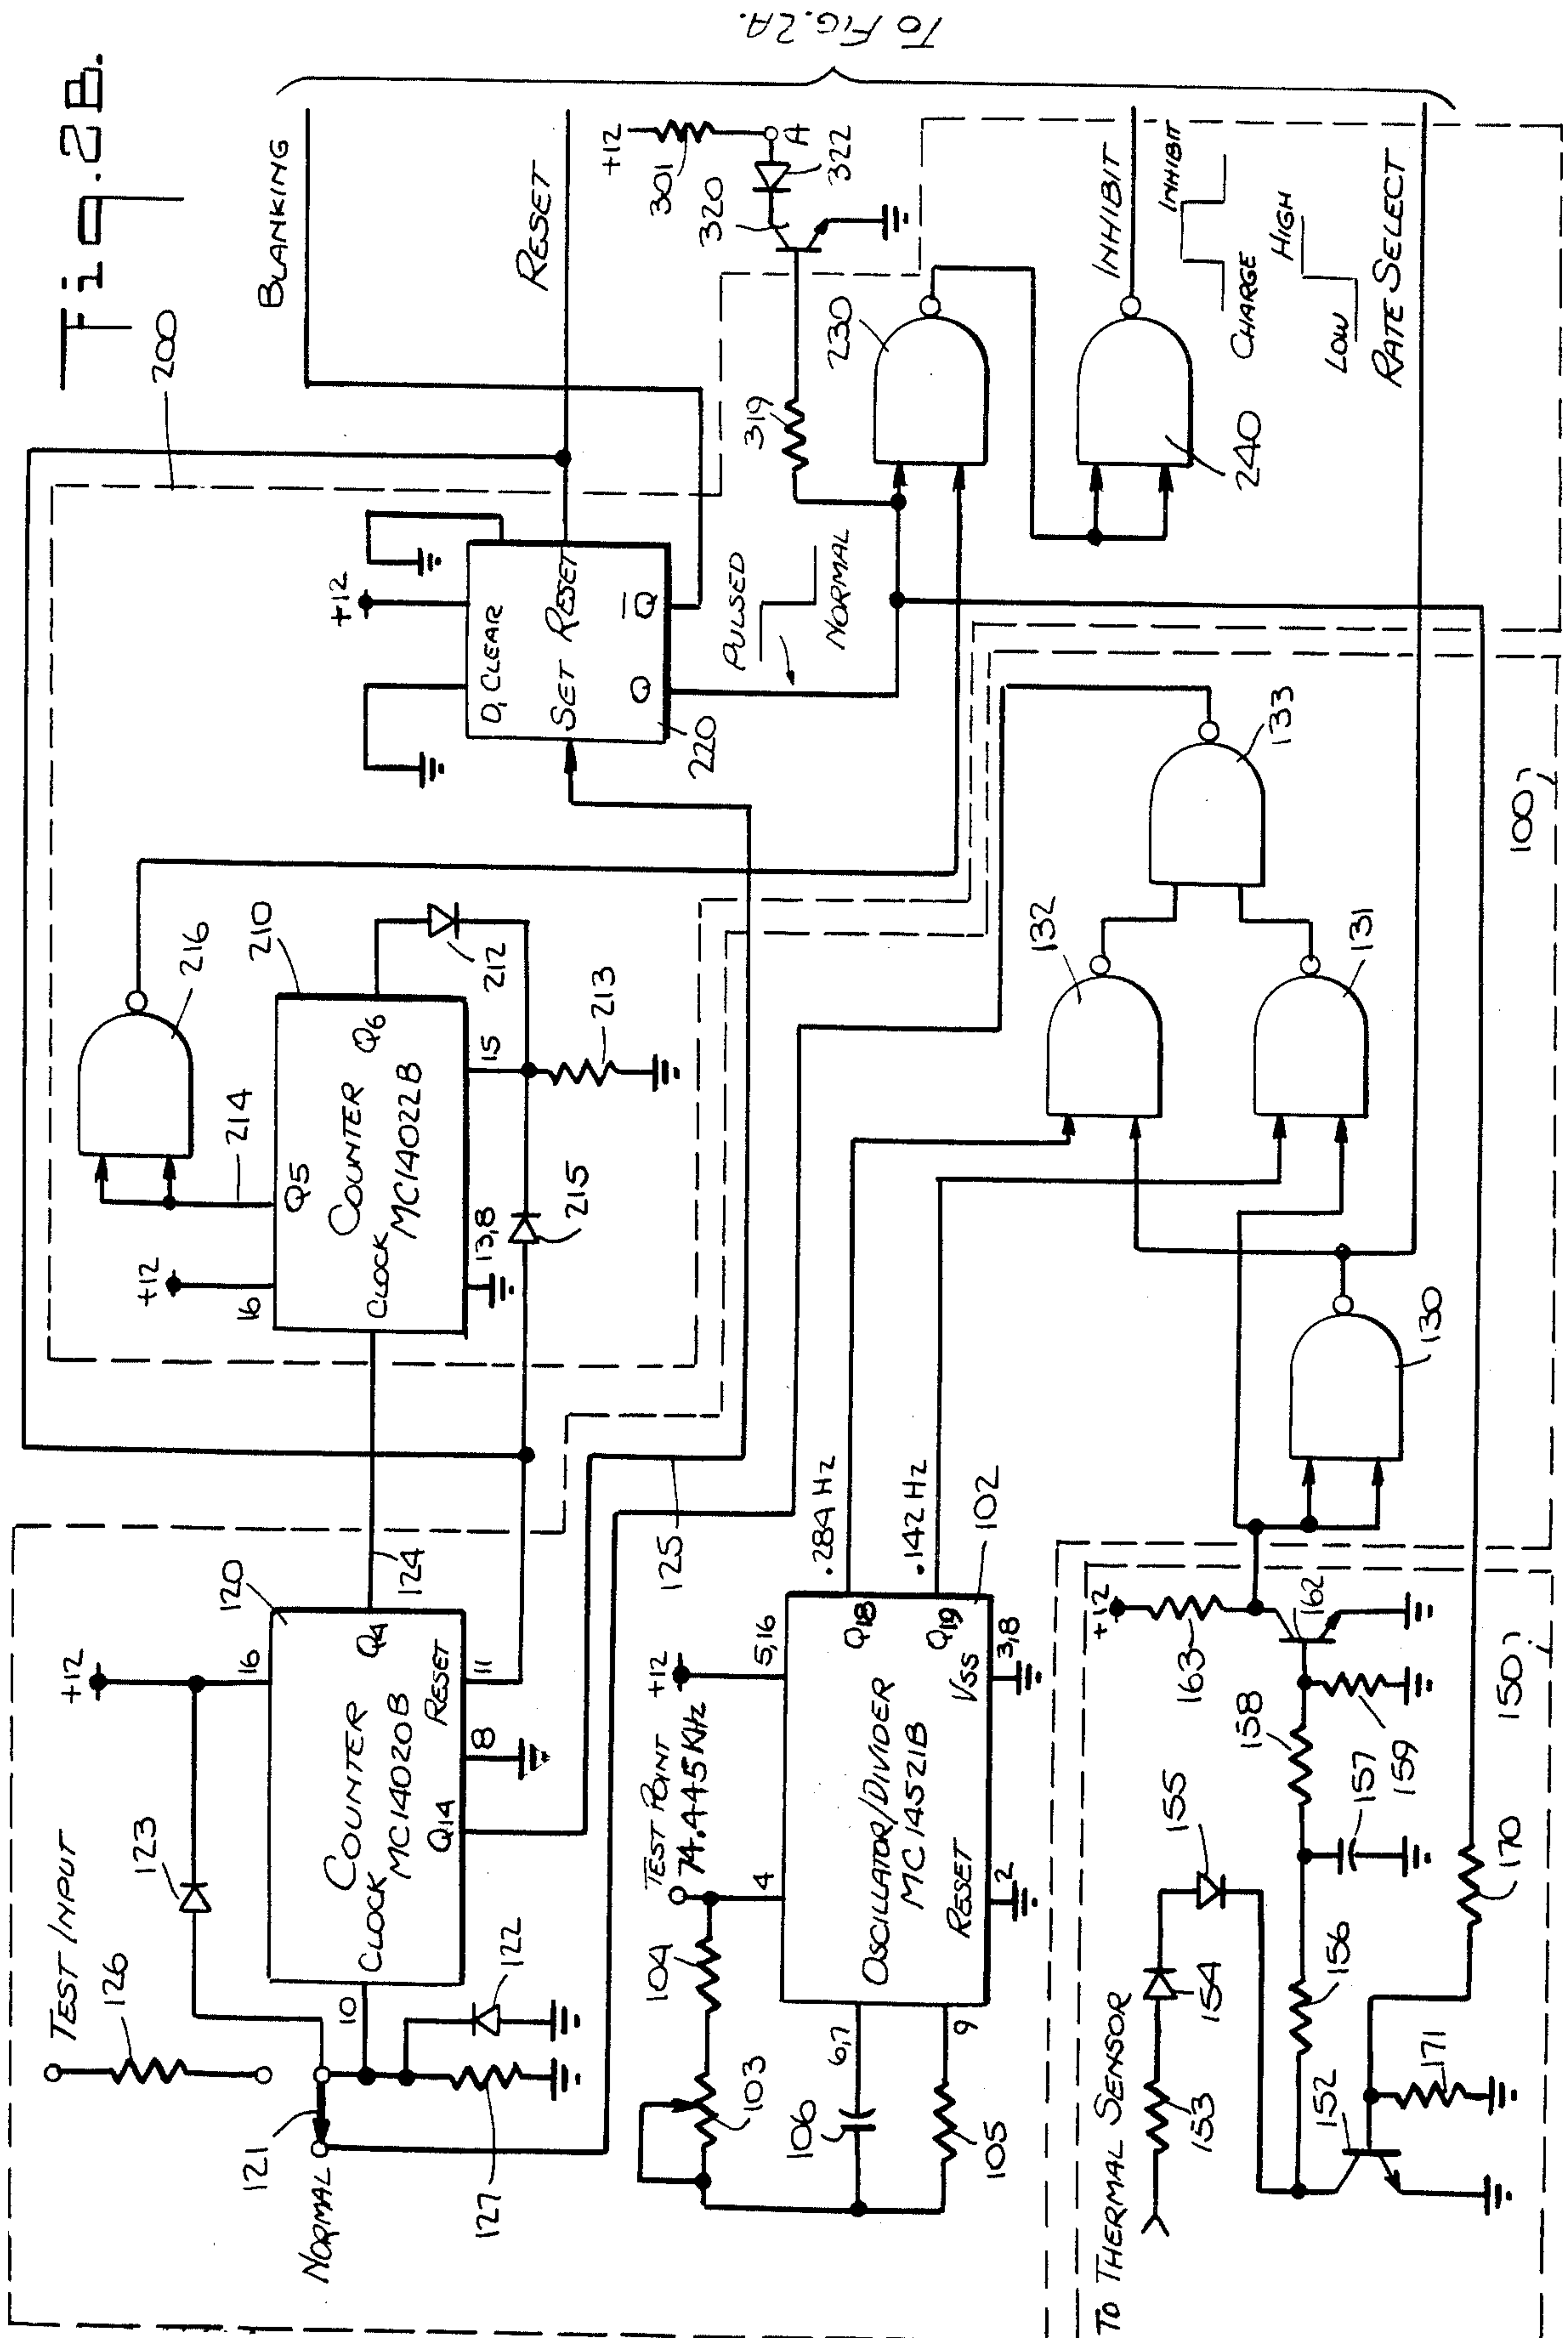 Fig. 2B.
TO FIG. 2A.
BLANKING
RESET
INHIBIT
RATE SELECT
INHIBIT
CHARGE
HIGH
LOW
200
+12
301
A
320
322
319
230
240
216
214
210
Q5
Q6
COUNTER
MC14022B
CLOCK
+12
16
15
13,8
212
213
215
+12
D, CLEAR
SET RESET
Q
Q̅
220
PULSED
NORMAL
TEST INPUT
126
123
+12
16
120
COUNTER
MC14020B
CLOCK
Q4
RESET
Q14
10
8
11
124
125
121
NORMAL
122
127
TEST POINT
74.445 KHz
+12
5,16
4
104
103
106
6,7
105
9
OSCILLATOR/DIVIDER
MC14521B
RESET
Q18
Q19
VSS
2
3,8
.284 Hz
.142 Hz
102
132
131
133
130
100
TO THERMAL SENSOR
153
154
155
156
157
158
159
+12
163
162
152
171
170
150